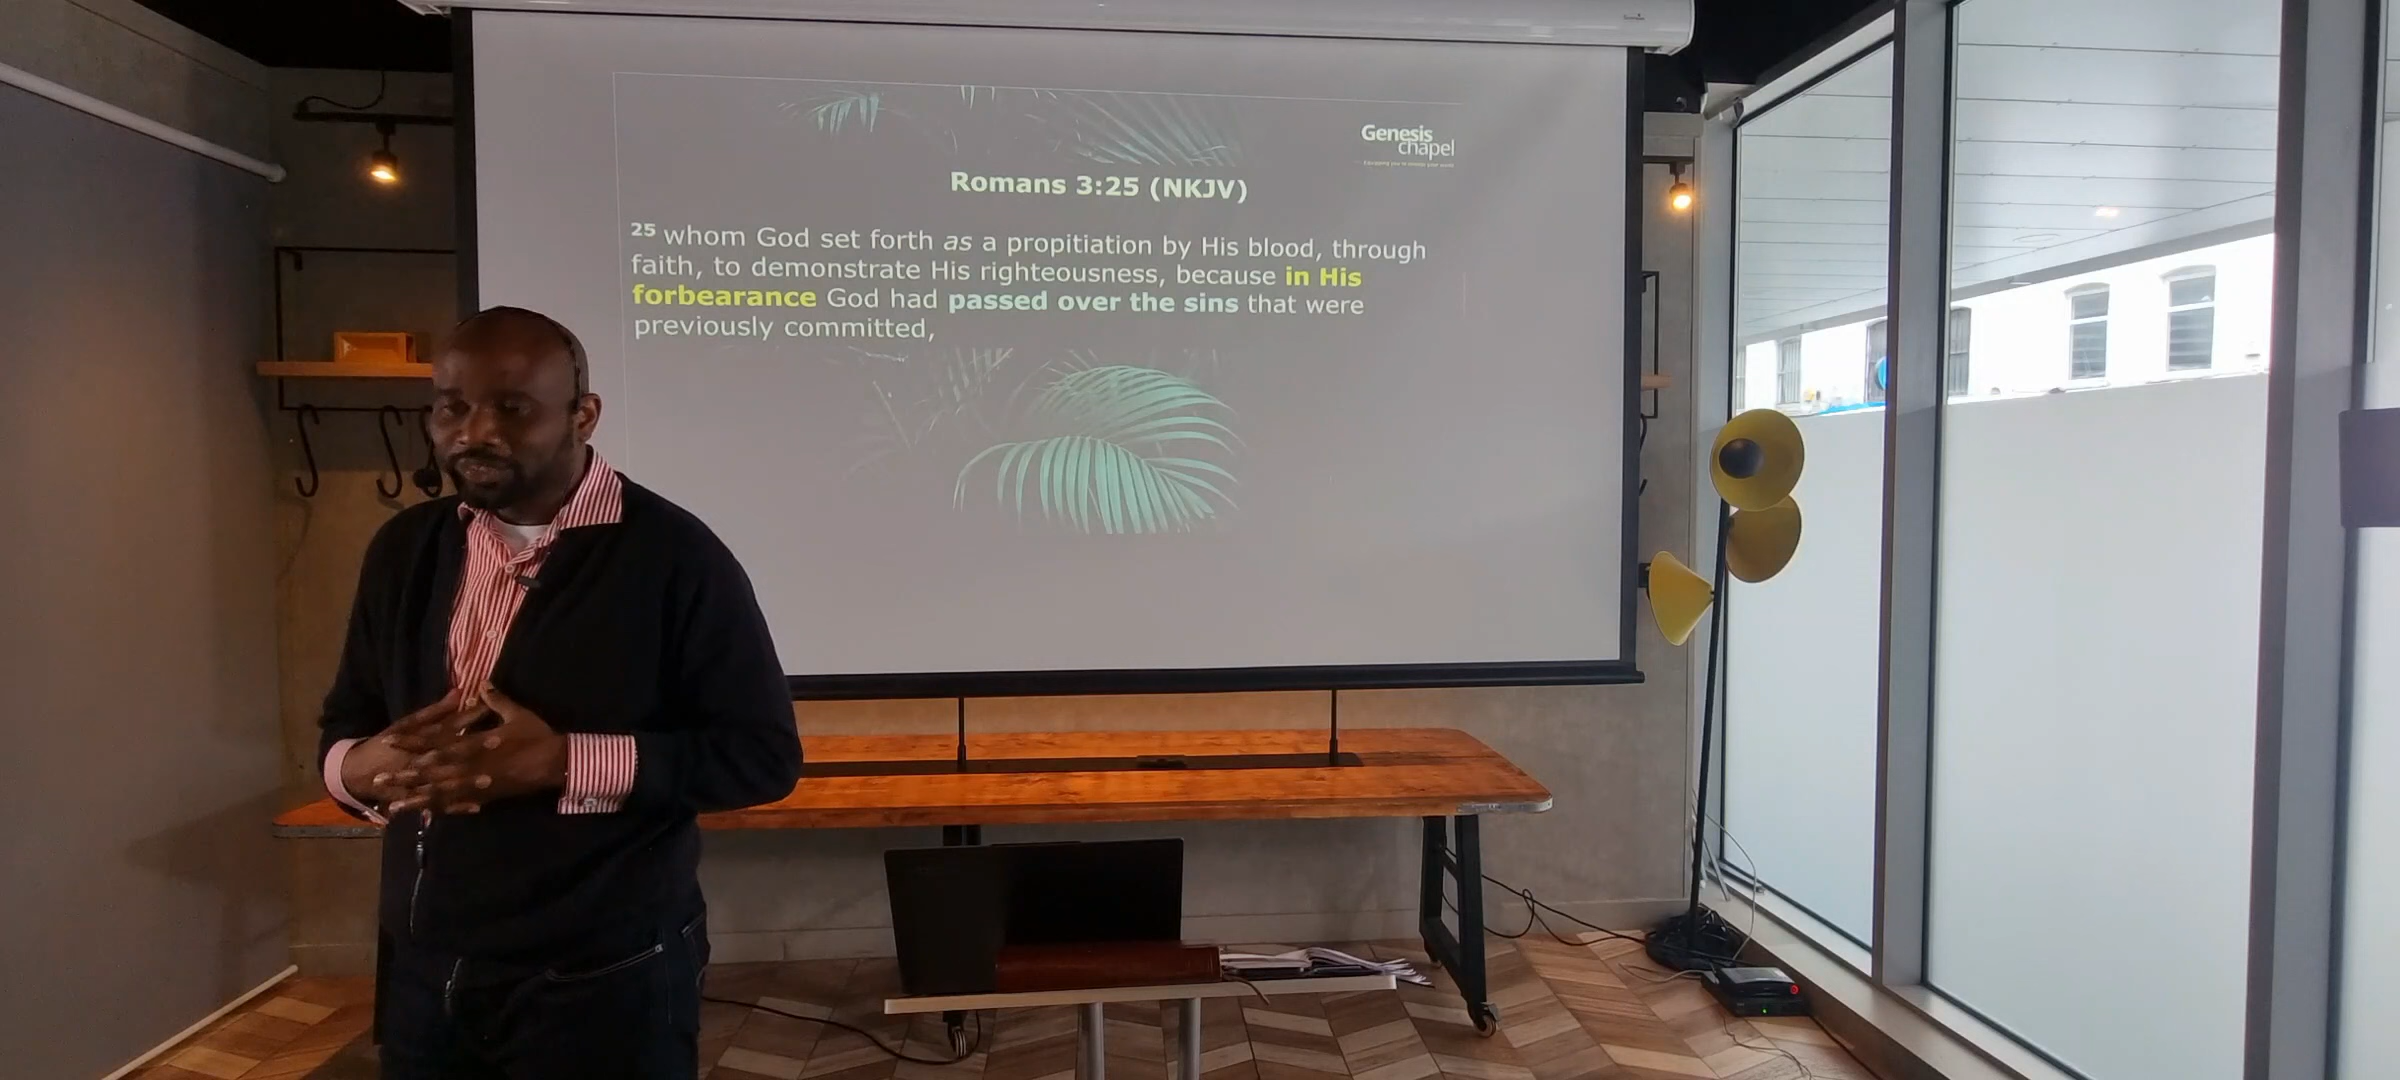 Genesis
chapel
Romans 3:25 (NKJV)
25 whom God set forth as a propitiation by His blood, through
faith, to demonstrate His righteousness, because in His
forbearance God had passed over the sins that were
previously committed,